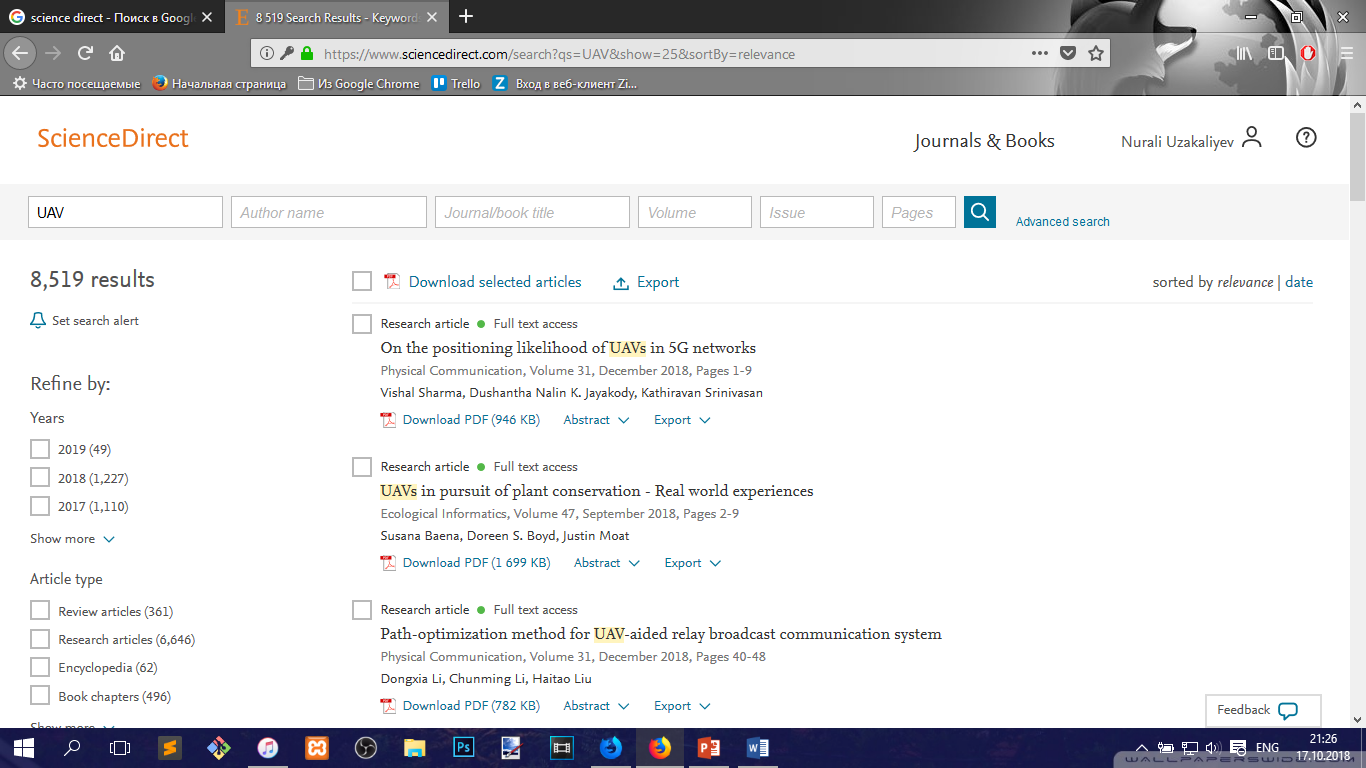 science direct - Поиск в Googl
8 519 Search Results - Keyword
https://www.sciencedirect.com/search?qs=UAV&show=25&sortBy=relevance
Часто посещаемые Начальная страница Из Google Chrome Trello Вход в веб-клиент Zi...
ScienceDirect
Journals & Books
Nurali Uzakaliyev
UAV Author name Journal/book title Volume Issue Pages Advanced search
8,519 results
Set search alert
Refine by:
Years
2019 (49)
2018 (1,227)
2017 (1,110)
Show more
Article type
Review articles (361)
Research articles (6,646)
Encyclopedia (62)
Book chapters (496)
Show more
Download selected articles Export
sorted by relevance | date
Research article Full text access
On the positioning likelihood of UAVs in 5G networks
Physical Communication, Volume 31, December 2018, Pages 1-9
Vishal Sharma, Dushantha Nalin K. Jayakody, Kathiravan Srinivasan
Download PDF (946 KB) Abstract Export
Research article Full text access
UAVs in pursuit of plant conservation - Real world experiences
Ecological Informatics, Volume 47, September 2018, Pages 2-9
Susana Baena, Doreen S. Boyd, Justin Moat
Download PDF (1 699 KB) Abstract Export
Research article Full text access
Path-optimization method for UAV-aided relay broadcast communication system
Physical Communication, Volume 31, December 2018, Pages 40-48
Dongxia Li, Chunming Li, Haitao Liu
Download PDF (782 KB) Abstract Export
Feedback
ENG
21:26
17.10.2018